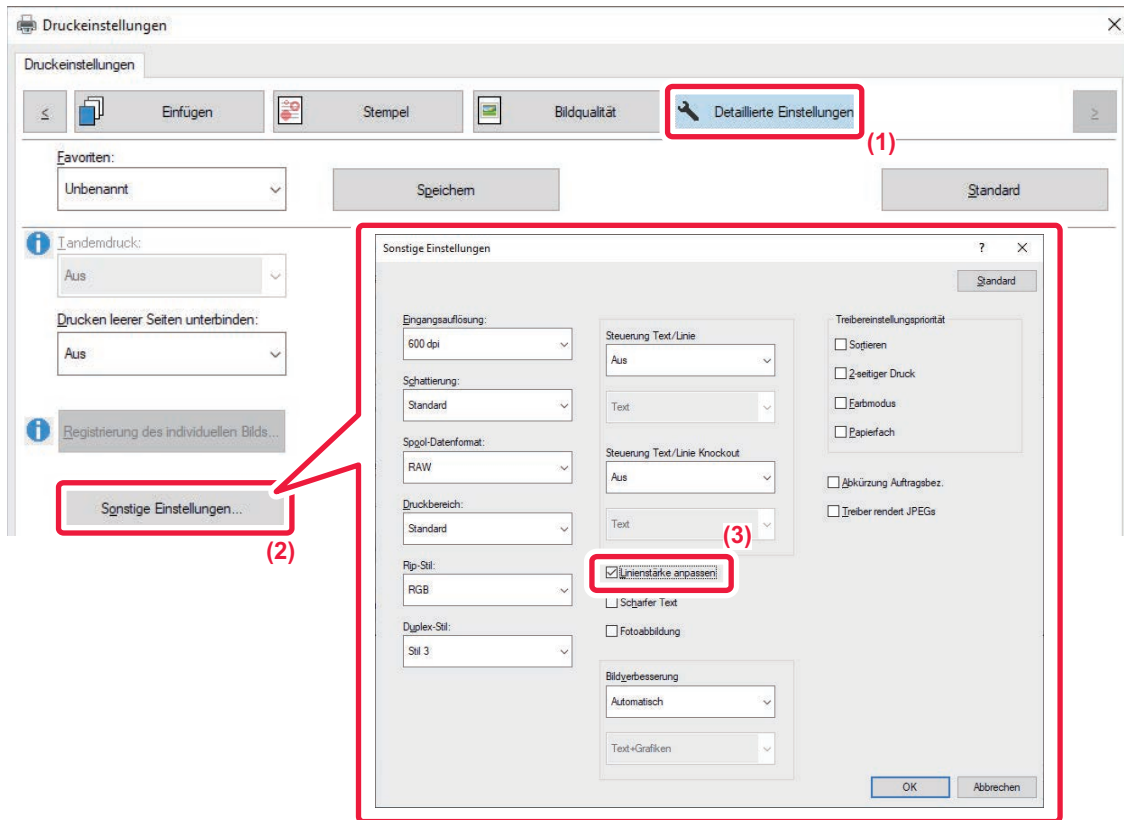 Druckeinstellungen
Druckeinstellungen
<
Einfügen
Stempel
Bildqualität
Detaillierte Einstellungen
>
(1)
Favoriten:
Unbenannt
Speichern
Standard
Tandemdruck:
Aus
Drucken leerer Seiten unterbinden:
Aus
Registrierung des individuellen Bilds...
Sonstige Einstellungen...
(2)
Sonstige Einstellungen
?
Standard
Eingangsauflösung:
600 dpi
Schattierung:
Standard
Spool-Datenformat:
RAW
Druckbereich:
Standard
Rip-Stil:
RGB
Duplex-Stil:
Stil 3
Steuerung Text/Linie
Aus
Text
Steuerung Text/Linie Knockout
Aus
Text
(3)
Linienstärke anpassen
Scharfer Text
Fotoabbildung
Bildverbesserung
Automatisch
Text+Grafiken
Treibereinstellungspriorität
Sortieren
2-seitiger Druck
Farbmodus
Papierfach
Abkürzung Auftragsbez.
Treiber rendert JPEGs
OK
Abbrechen